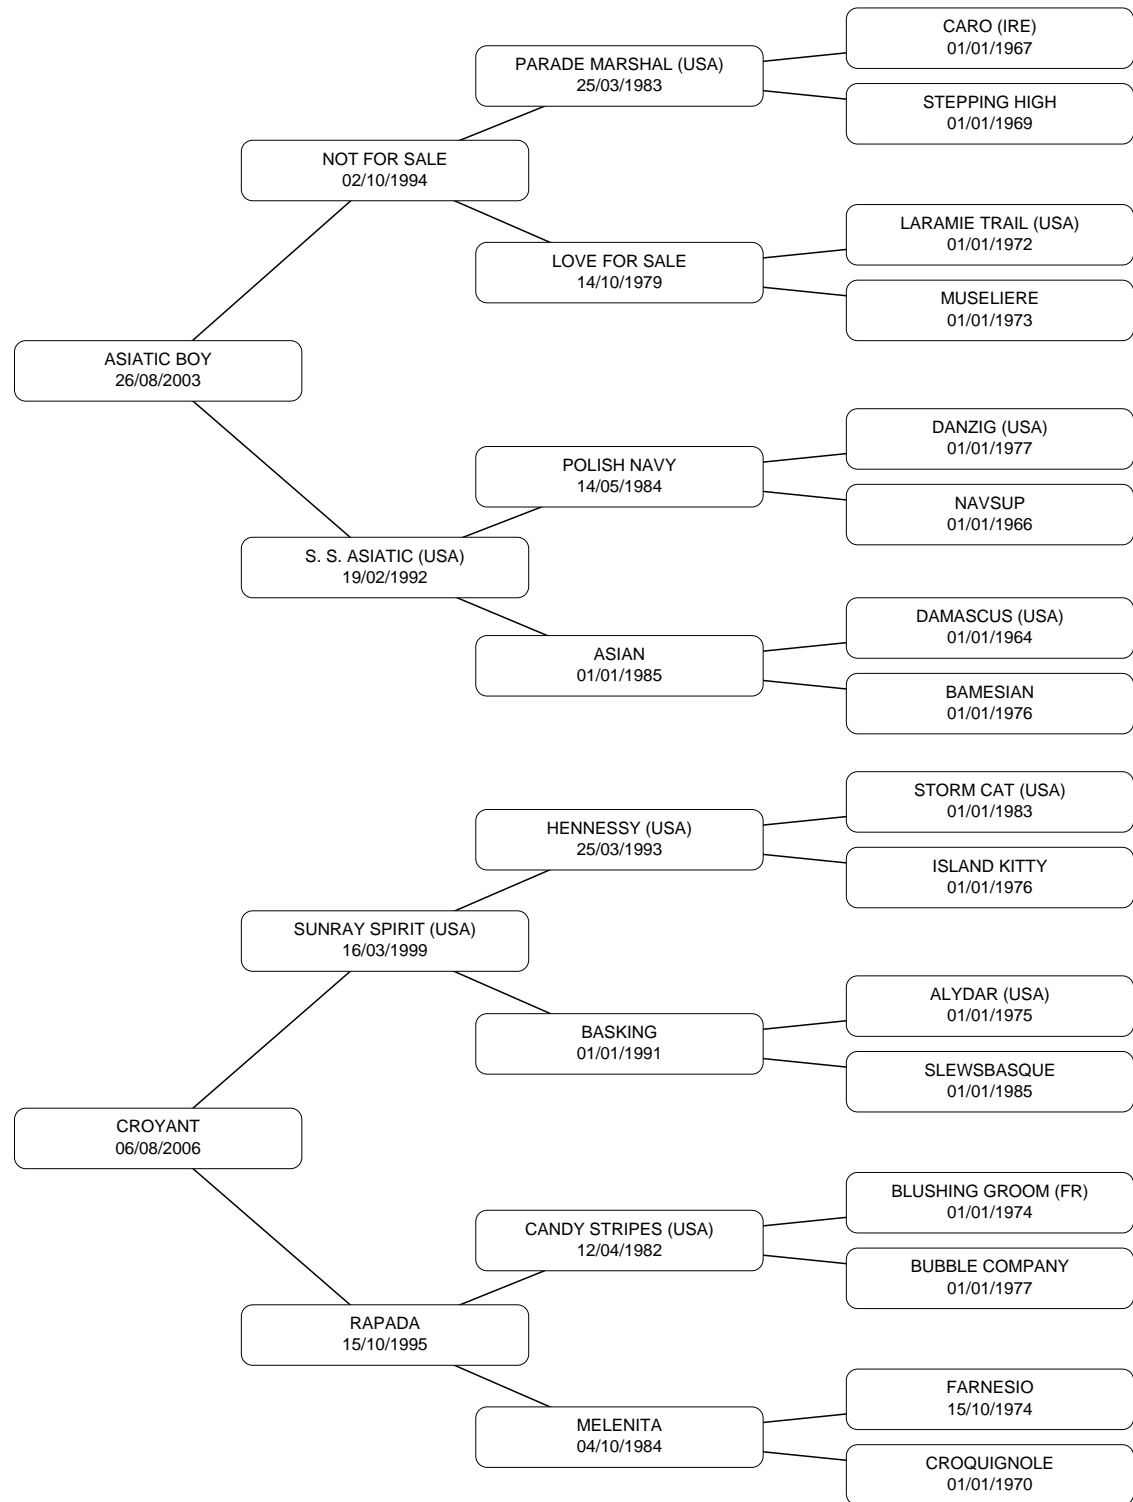 CARO (IRE)
01/01/1967
PARADE MARSHAL (USA)
25/03/1983
STEPPING HIGH
01/01/1969
NOT FOR SALE
02/10/1994
LARAMIE TRAIL (USA)
01/01/1972
LOVE FOR SALE
14/10/1979
MUSELIERE
01/01/1973
ASIATIC BOY
26/08/2003
DANZIG (USA)
01/01/1977
POLISH NAVY
14/05/1984
NAVSUP
01/01/1966
S. S. ASIATIC (USA)
19/02/1992
DAMASCUS (USA)
01/01/1964
ASIAN
01/01/1985
BAMESIAN
01/01/1976
STORM CAT (USA)
01/01/1983
HENNESSY (USA)
25/03/1993
ISLAND KITTY
01/01/1976
SUNRAY SPIRIT (USA)
16/03/1999
ALYDAR (USA)
01/01/1975
BASKING
01/01/1991
SLEWSBASQUE
01/01/1985
CROYANT
06/08/2006
BLUSHING GROOM (FR)
01/01/1974
CANDY STRIPES (USA)
12/04/1982
BUBBLE COMPANY
01/01/1977
RAPADA
15/10/1995
FARNESIO
15/10/1974
MELENITA
04/10/1984
CROQUIGNOLE
01/01/1970